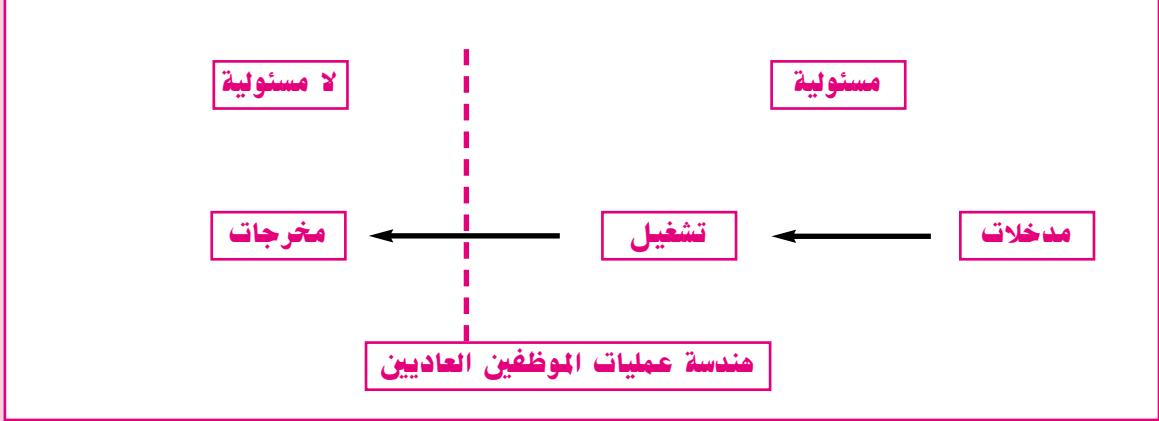 مسئولية
لا مسئولية
مدخلات
تشغيل
مخرجات
هندسة عمليات الموظفين العاديين